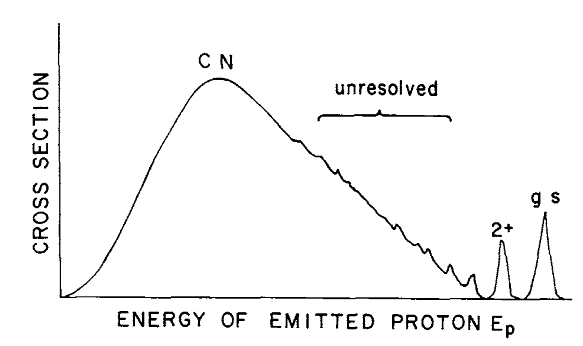 C N
unresolved
g s
2+
CROSS SECTION
ENERGY OF EMITTED PROTON Ep